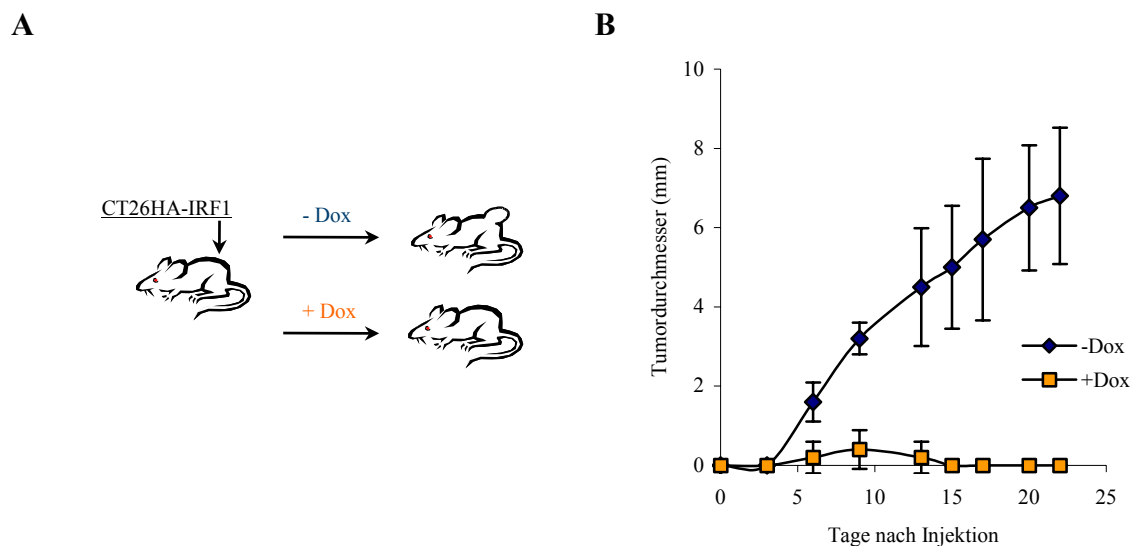 A
CT26HA-IRF1
- Dox
+ Dox
B
Tumordurchmesser (mm)
10
8
6
4
2
0
0
5
10
15
20
25
Tage nach Injektion
-Dox
+Dox